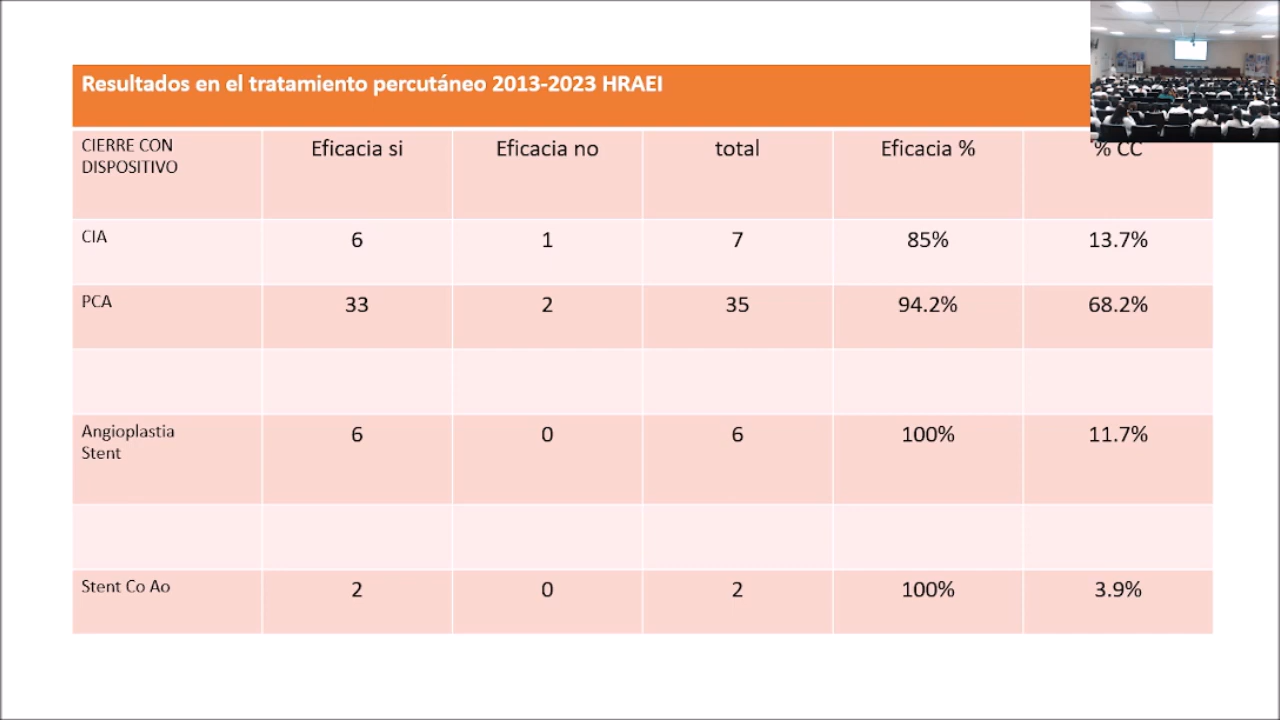 Resultados en el tratamiento percutáneo 2013-2023 HRAEI
CIERRE CON
DISPOSITIVO
Eficacia si
Eficacia no
total
Eficacia %
% CC
CIA
6
1
7
85%
13.7%
PCA
33
2
35
94.2%
68.2%
Angioplastia
Stent
6
0
6
100%
11.7%
Stent Co Ao
2
0
2
100%
3.9%